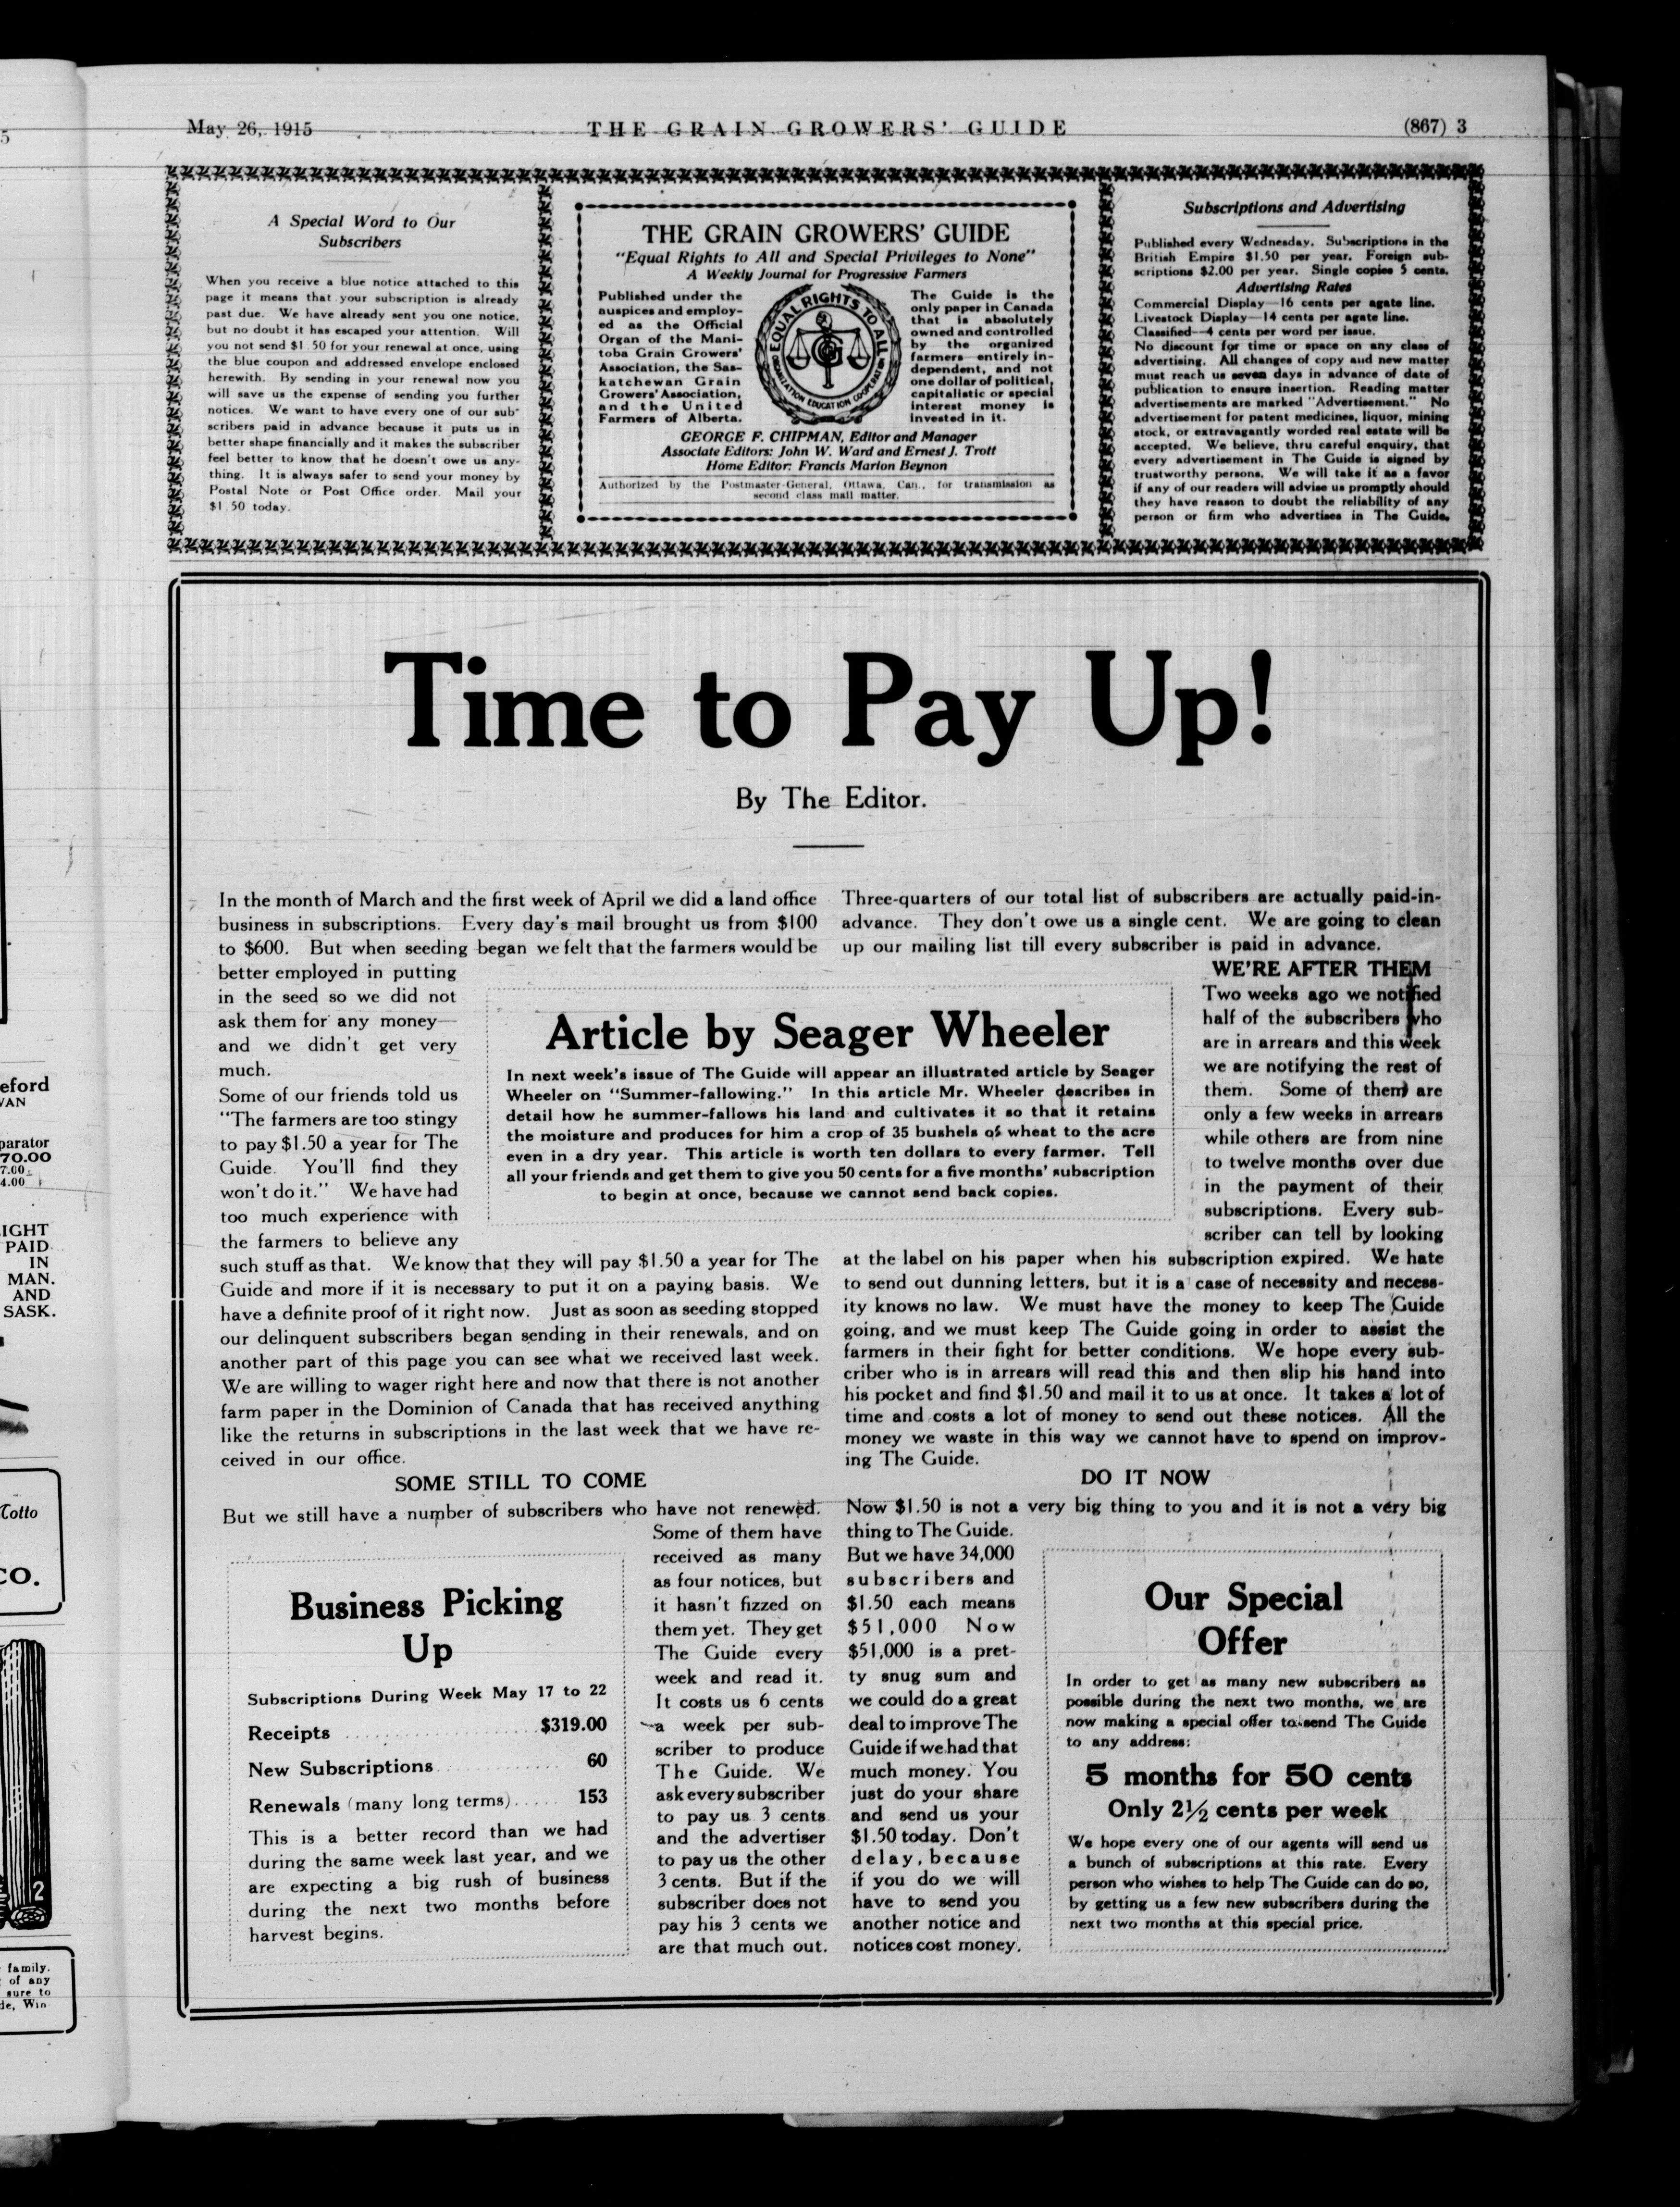 May 26, 1915
THE GRAIN GROWERS' GUIDE
(867) 3
A Special Word to Our
Subscribers
When you receive a blue notice attached to this
page it means that your subscription is already
past due. We have already sent you one notice,
but no doubt it has escaped your attention. Will
you not send $1.50 for your renewal at once, using
the blue coupon and addressed envelope enclosed
herewith. By sending in your renewal now you
will save us the expense of sending you further
notices. We want to have every one of our sub-
scribers paid in advance because it puts us in
better shape financially and it makes the subscriber
feel better to know that he doesn't owe us any-
thing. It is always safer to send your money by
Postal Note or Post Office order. Mail your
$1.50 today.
THE GRAIN GROWERS' GUIDE
"Equal Rights to All and Special Privileges to None"
A Weekly Journal for Progressive Farmers
Published under the
auspices and employ-
ed as the Official
Organ of the Mani-
toba Grain Growers'
Association, the Sas-
katchewan Grain
Growers' Association,
and the United
Farmers of Alberta.
EQUAL RIGHTS TO ALL
ORGANIZATION EDUCATION CO-OPERATION
The Guide is the
only paper in Canada
that is absolutely
owned and controlled
by the organized
farmers—entirely in-
dependent, and not
one dollar of political,
capitalistic or special
interest money is
invested in it.
GEORGE F. CHIPMAN, Editor and Manager
Associate Editors: John W. Ward and Ernest J. Trott
Home Editor: Francis Marion Beynon
Authorized by the Postmaster-General, Ottawa, Can., for transmission as
second class mail matter.
Subscriptions and Advertising
Published every Wednesday. Subscriptions in the
British Empire $1.50 per year. Foreign sub-
scriptions $2.00 per year. Single copies 5 cents.
Advertising Rates
Commercial Display—16 cents per agate line.
Livestock Display—14 cents per agate line.
Classified—4 cents per word per issue.
No discount for time or space on any class of
advertising. All changes of copy and new matter
must reach us seven days in advance of date of
publication to ensure insertion. Reading matter
advertisements are marked "Advertisement." No
advertisement for patent medicines, liquor, mining
stock, or extravagantly worded real estate will be
accepted. We believe, thru careful enquiry, that
every advertisement in The Guide is signed by
trustworthy persons. We will take it as a favor
if any of our readers will advise us promptly should
they have reason to doubt the reliability of any
person or firm who advertises in The Guide.
Time to Pay Up!
By The Editor.
In the month of March and the first week of April we did a land office
business in subscriptions. Every day's mail brought us from $100
to $600. But when seeding began we felt that the farmers would be
better employed in putting
in the seed so we did not
ask them for any money—
and we didn't get very
much.
Some of our friends told us
"The farmers are too stingy
to pay $1.50 a year for The
Guide. You'll find they
won't do it." We have had
too much experience with
the farmers to believe any
such stuff as that. We know that they will pay $1.50 a year for The
Guide and more if it is necessary to put it on a paying basis. We
have a definite proof of it right now. Just as soon as seeding stopped
our delinquent subscribers began sending in their renewals, and on
another part of this page you can see what we received last week.
We are willing to wager right here and now that there is not another
farm paper in the Dominion of Canada that has received anything
like the returns in subscriptions in the last week that we have re-
ceived in our office.
SOME STILL TO COME
But we still have a number of subscribers who have not renewed.
Some of them have
received as many
as four notices, but
it hasn't fizzed on
them yet. They get
The Guide every
week and read it.
It costs us 6 cents
a week per sub-
scriber to produce
The Guide. We
ask every subscriber
to pay us 3 cents
and the advertiser
to pay us the other
3 cents. But if the
subscriber does not
pay his 3 cents we
are that much out.
Article by Seager Wheeler
In next week's issue of The Guide will appear an illustrated article by Seager
Wheeler on "Summer-fallowing." In this article Mr. Wheeler describes in
detail how he summer-fallows his land and cultivates it so that it retains
the moisture and produces for him a crop of 35 bushels of wheat to the acre
even in a dry year. This article is worth ten dollars to every farmer. Tell
all your friends and get them to give you 50 cents for a five months' subscription
to begin at once, because we cannot send back copies.
Business Picking
Up
Subscriptions During Week May 17 to 22
Receipts ..................... $319.00
New Subscriptions ............. 60
Renewals (many long terms) ..... 153
This is a better record than we had
during the same week last year, and we
are expecting a big rush of business
during the next two months before
harvest begins.
Three-quarters of our total list of subscribers are actually paid-in-
advance. They don't owe us a single cent. We are going to clean
up our mailing list till every subscriber is paid in advance.
WE'RE AFTER THEM
Two weeks ago we notified
half of the subscribers who
are in arrears and this week
we are notifying the rest of
them. Some of them are
only a few weeks in arrears
while others are from nine
to twelve months over due
in the payment of their
subscriptions. Every sub-
scriber can tell by looking
at the label on his paper when his subscription expired. We hate
to send out dunning letters, but it is a case of necessity and necess-
ity knows no law. We must have the money to keep The Guide
going, and we must keep The Guide going in order to assist the
farmers in their fight for better conditions. We hope every sub-
criber who is in arrears will read this and then slip his hand into
his pocket and find $1.50 and mail it to us at once. It takes a lot of
time and costs a lot of money to send out these notices. All the
money we waste in this way we cannot have to spend on improv-
ing The Guide.
DO IT NOW
Now $1.50 is not a very big thing to you and it is not a very big
thing to The Guide.
But we have 34,000
subscribers and
$1.50 each means
$51,000 Now
$51,000 is a pret-
ty snug sum and
we could do a great
deal to improve The
Guide if we had that
much money. You
just do your share
and send us your
$1.50 today. Don't
delay, because
if you do we will
have to send you
another notice and
notices cost money.
Our Special
Offer
In order to get as many new subscribers as
possible during the next two months, we are
now making a special offer to send The Guide
to any address:
5 months for 50 cents
Only 2½ cents per week
We hope every one of our agents will send us
a bunch of subscriptions at this rate. Every
person who wishes to help The Guide can do so,
by getting us a few new subscribers during the
next two months at this special price.
eford
VAN
parator
70.00
7.00
4.00
IGHT
PAID
IN
MAN.
AND
SASK.
Cotto
CO.
2
family.
of any
sure to
de, Win